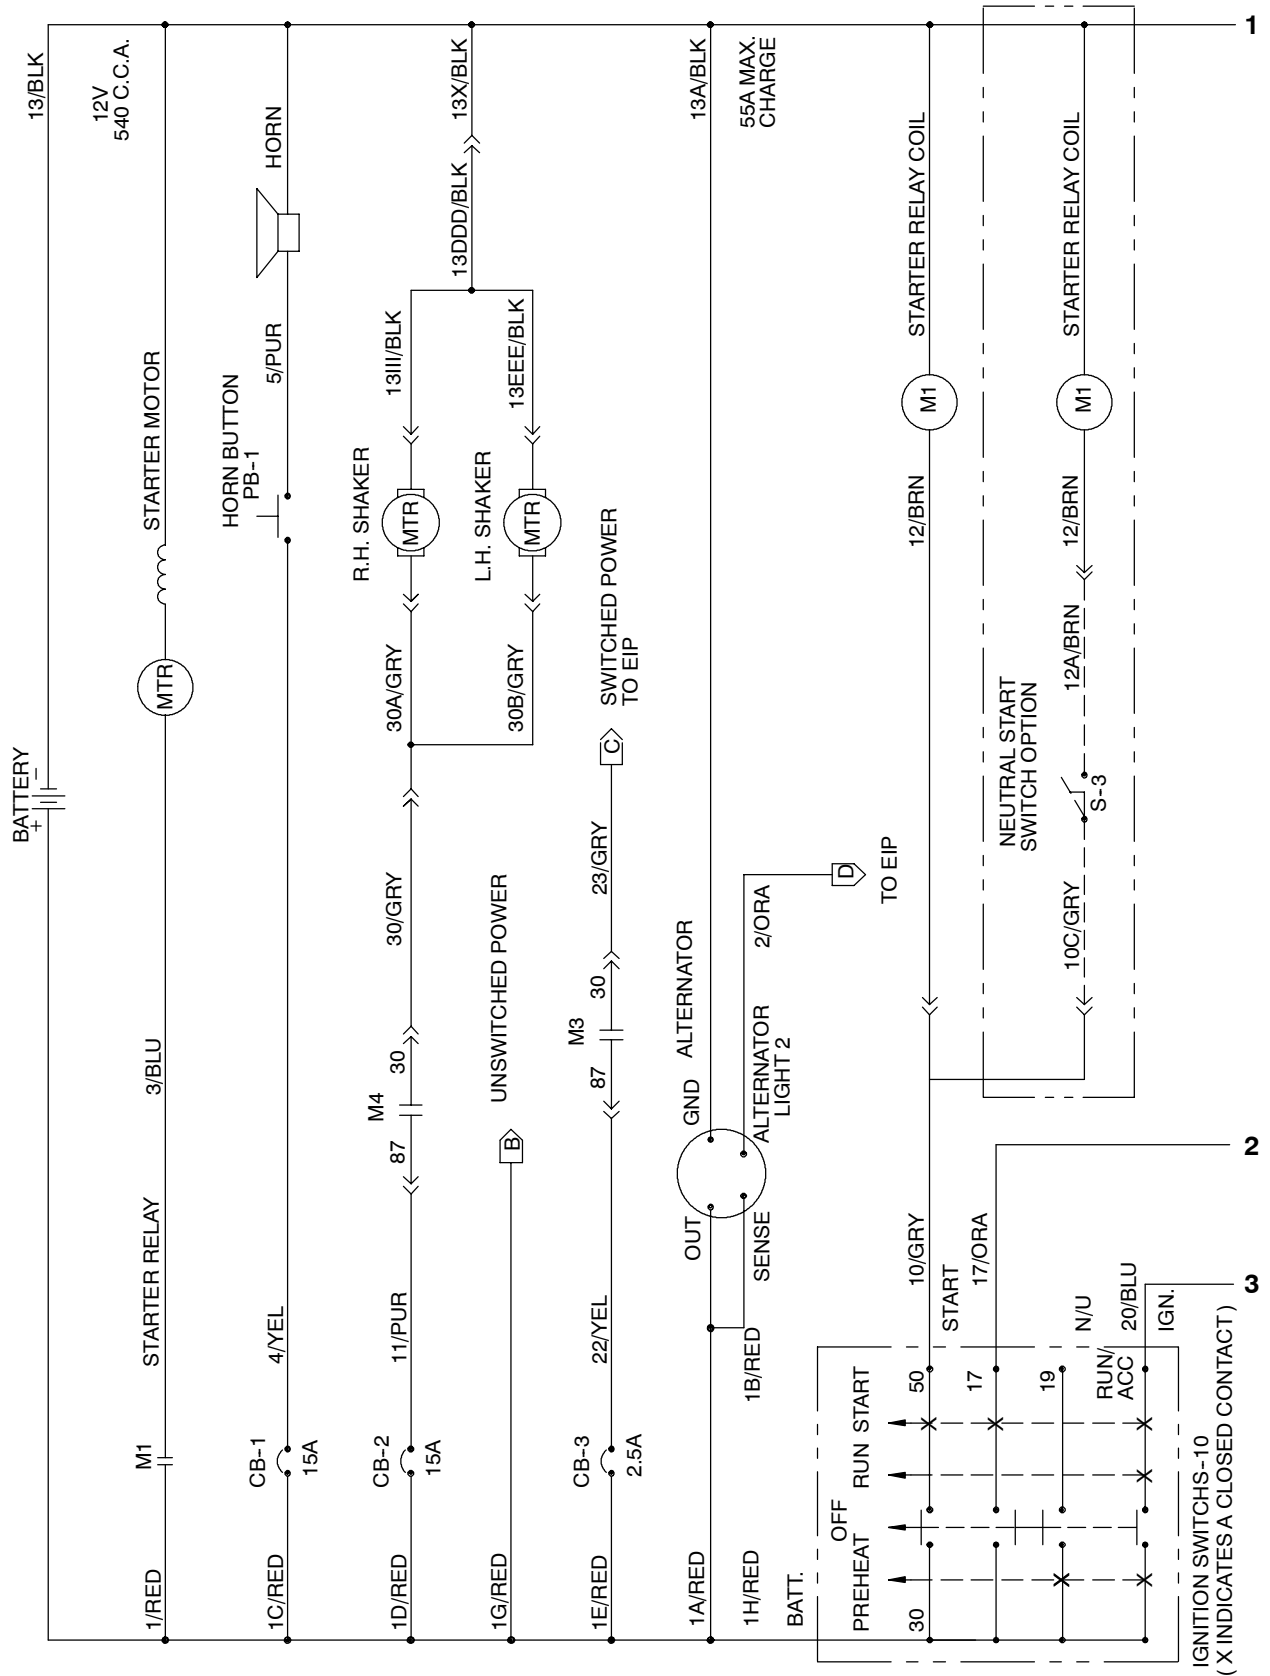 13/BLK
BATTERY
+ −
12V
540 C.C.A.
1/RED
M1
STARTER RELAY
3/BLU
MTR
STARTER MOTOR
1C/RED
CB-1
15A
4/YEL
HORN BUTTON
PB-1
5/PUR
HORN
1D/RED
CB-2
15A
11/PUR
87
M4
30
30/GRY
30A/GRY
R.H. SHAKER
MTR
13III/BLK
30B/GRY
L.H. SHAKER
MTR
13EEE/BLK
13DDD/BLK
13X/BLK
1G/RED
B
UNSWITCHED POWER
1E/RED
CB-3
2.5A
22/YEL
87
M3
30
23/GRY
C
SWITCHED POWER
TO EIP
1A/RED
1B/RED
OUT
SENSE
GND
ALTERNATOR
ALTERNATOR
LIGHT 2
2/ORA
D
TO EIP
13A/BLK
55A MAX.
CHARGE
1H/RED
BATT.
30
PREHEAT
OFF
RUN
START
50
17
19
RUN/
ACC
10/GRY
START
17/ORA
N/U
20/BLU
IGN.
12/BRN
M1
STARTER RELAY COIL
NEUTRAL START
SWITCH OPTION
10C/GRY
S-3
12A/BRN
12/BRN
M1
STARTER RELAY COIL
IGNITION SWITCHS-10
( X INDICATES A CLOSED CONTACT )
1
2
3